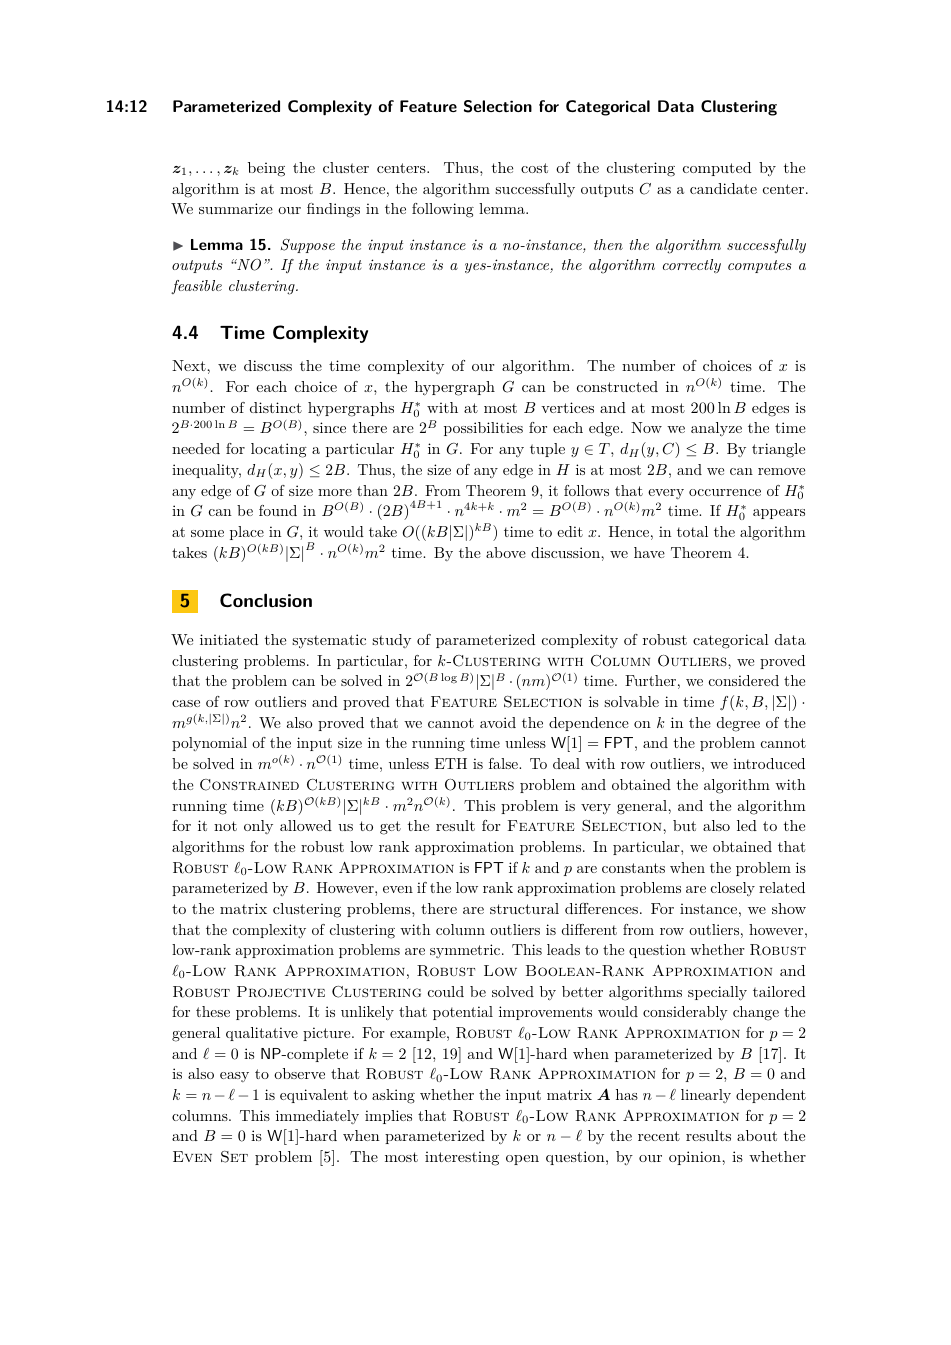 14:12 Parameterized Complexity of Feature Selection for Categorical Data Clustering
z₁, . . . , zₖ being the cluster centers. Thus, the cost of the clustering computed by the
algorithm is at most B. Hence, the algorithm successfully outputs C as a candidate center.
We summarize our findings in the following lemma.
▶ Lemma 15. Suppose the input instance is a no-instance, then the algorithm successfully
outputs “NO”. If the input instance is a yes-instance, the algorithm correctly computes a
feasible clustering.
4.4 Time Complexity
Next, we discuss the time complexity of our algorithm. The number of choices of x is
n^{O(k)}. For each choice of x, the hypergraph G can be constructed in n^{O(k)} time. The
number of distinct hypergraphs H₀* with at most B vertices and at most 200 ln B edges is
2^{B·200 ln B} = B^{O(B)}, since there are 2^B possibilities for each edge. Now we analyze the time
needed for locating a particular H₀* in G. For any tuple y ∈ T, d_H(y, C) ≤ B. By triangle
inequality, d_H(x, y) ≤ 2B. Thus, the size of any edge in H is at most 2B, and we can remove
any edge of G of size more than 2B. From Theorem 9, it follows that every occurrence of H₀*
in G can be found in B^{O(B)} · (2B)^{4B+1} · n^{4k+k} · m² = B^{O(B)} · n^{O(k)}m² time. If H₀* appears
at some place in G, it would take O((kB|Σ|)^{kB}) time to edit x. Hence, in total the algorithm
takes (kB)^{O(kB)}|Σ|^B · n^{O(k)}m² time. By the above discussion, we have Theorem 4.
5 Conclusion
We initiated the systematic study of parameterized complexity of robust categorical data
clustering problems. In particular, for k-Clustering with Column Outliers, we proved
that the problem can be solved in 2^{𝒪(B log B)}|Σ|^B · (nm)^{𝒪(1)} time. Further, we considered the
case of row outliers and proved that Feature Selection is solvable in time f(k, B, |Σ|) ·
m^{g(k,|Σ|)}n². We also proved that we cannot avoid the dependence on k in the degree of the
polynomial of the input size in the running time unless W[1] = FPT, and the problem cannot
be solved in m^{o(k)} · n^{𝒪(1)} time, unless ETH is false. To deal with row outliers, we introduced
the Constrained Clustering with Outliers problem and obtained the algorithm with
running time (kB)^{𝒪(kB)}|Σ|^{kB} · m²n^{𝒪(k)}. This problem is very general, and the algorithm
for it not only allowed us to get the result for Feature Selection, but also led to the
algorithms for the robust low rank approximation problems. In particular, we obtained that
Robust ℓ₀-Low Rank Approximation is FPT if k and p are constants when the problem is
parameterized by B. However, even if the low rank approximation problems are closely related
to the matrix clustering problems, there are structural differences. For instance, we show
that the complexity of clustering with column outliers is different from row outliers, however,
low-rank approximation problems are symmetric. This leads to the question whether Robust
ℓ₀-Low Rank Approximation, Robust Low Boolean-Rank Approximation and
Robust Projective Clustering could be solved by better algorithms specially tailored
for these problems. It is unlikely that potential improvements would considerably change the
general qualitative picture. For example, Robust ℓ₀-Low Rank Approximation for p = 2
and ℓ = 0 is NP-complete if k = 2 [12, 19] and W[1]-hard when parameterized by B [17]. It
is also easy to observe that Robust ℓ₀-Low Rank Approximation for p = 2, B = 0 and
k = n − ℓ − 1 is equivalent to asking whether the input matrix A has n − ℓ linearly dependent
columns. This immediately implies that Robust ℓ₀-Low Rank Approximation for p = 2
and B = 0 is W[1]-hard when parameterized by k or n − ℓ by the recent results about the
Even Set problem [5]. The most interesting open question, by our opinion, is whether